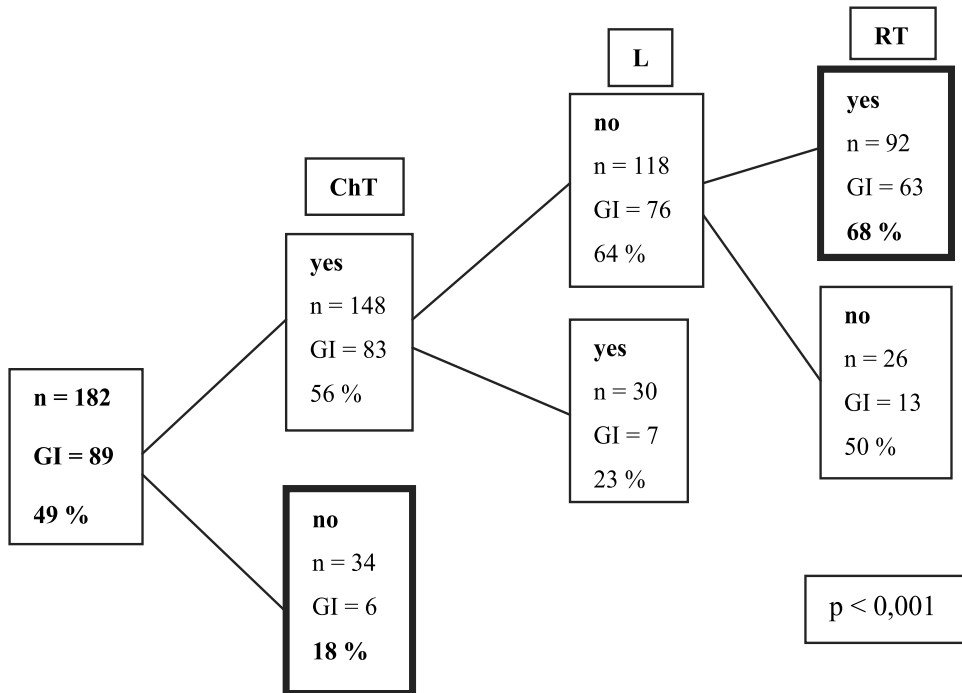 n = 182
GI = 89
49 %
ChT
yes
n = 148
GI = 83
56 %
no
n = 34
GI = 6
18 %
L
no
n = 118
GI = 76
64 %
yes
n = 30
GI = 7
23 %
RT
yes
n = 92
GI = 63
68 %
no
n = 26
GI = 13
50 %
p < 0,001